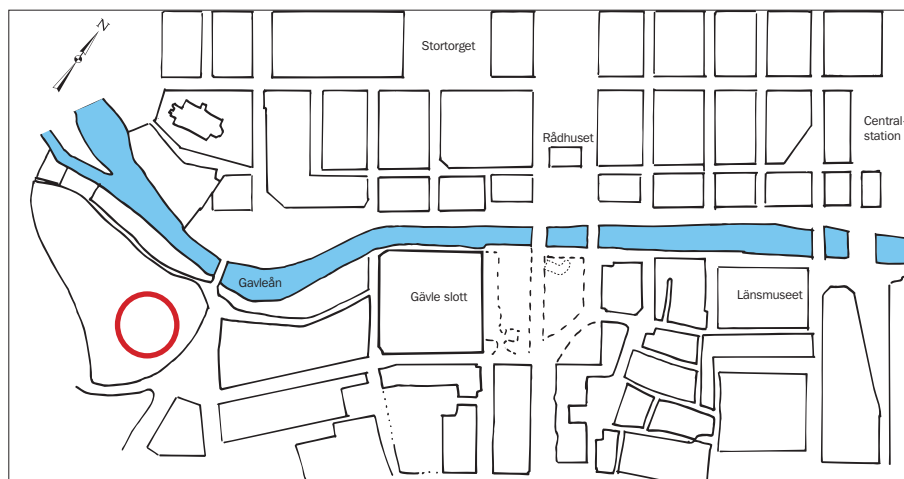 N
Stortorget
Rådhuset
Central-
station
Gavleån
Gävle slott
Länsmuseet